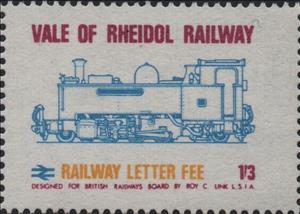 VALE OF RHEIDOL RAILWAY
RAILWAY LETTER FEE 1'3
DESIGNED FOR BRITISH RAILWAYS BOARD BY ROY C. LINK L.S.I.A.